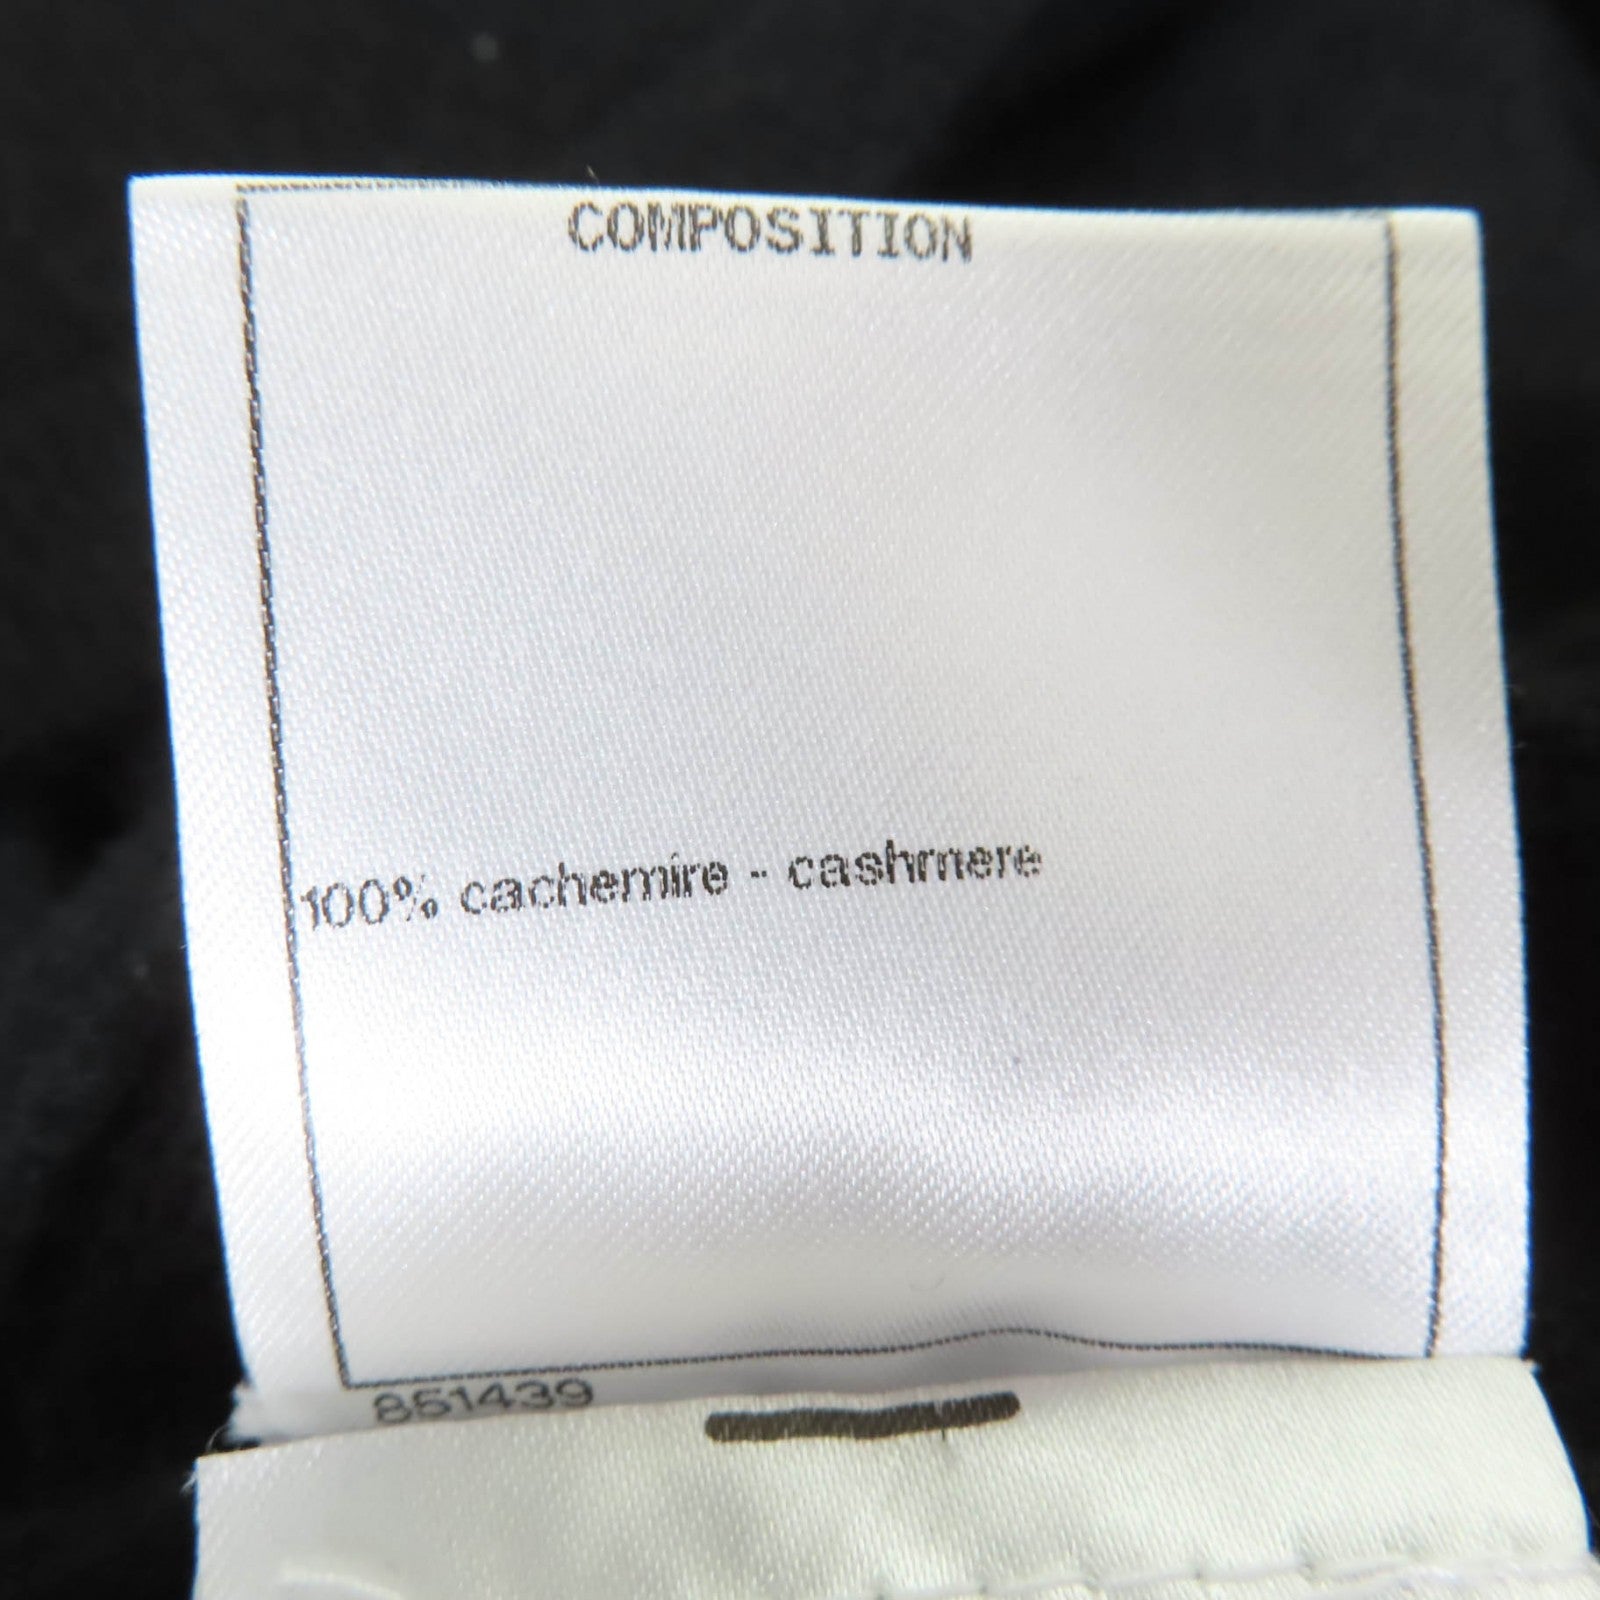 COMPOSITION
100% cachemire - cashmere
851439